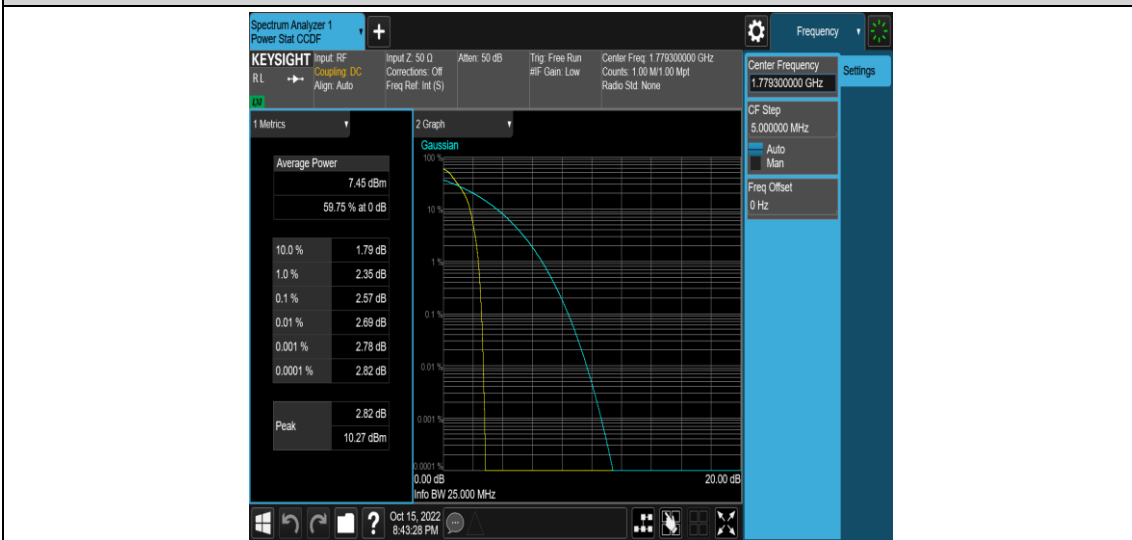 Spectrum Analyzer 1
Power Stat CCDF
+
Frequency
KEYSIGHT
RL
LXI
Input: RF
Coupling: DC
Align: Auto
Input Z: 50 Ω
Corrections: Off
Freq Ref: Int (S)
Atten: 50 dB
Trig: Free Run
#IF Gain: Low
Center Freq: 1.779300000 GHz
Counts: 1.00 M/1.00 Mpt
Radio Std: None
Center Frequency
1.779300000 GHz
Settings
CF Step
5.000000 MHz
Auto
Man
Freq Offset
0 Hz
1 Metrics
Average Power
7.45 dBm
59.75 % at 0 dB
10.0 % 1.79 dB
1.0 % 2.35 dB
0.1 % 2.57 dB
0.01 % 2.69 dB
0.001 % 2.78 dB
0.0001 % 2.82 dB
Peak
2.82 dB
10.27 dBm
2 Graph
Gaussian
100 %
10 %
1 %
0.1 %
0.01 %
0.001 %
0.0001 %
0.00 dB 20.00 dB
Info BW 25.000 MHz
?
Oct 15, 2022
8:43:28 PM